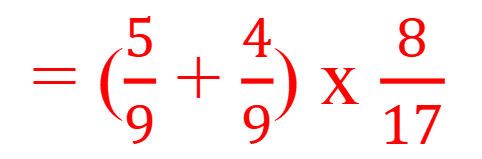 = (5/9 + 4/9) x 8/17